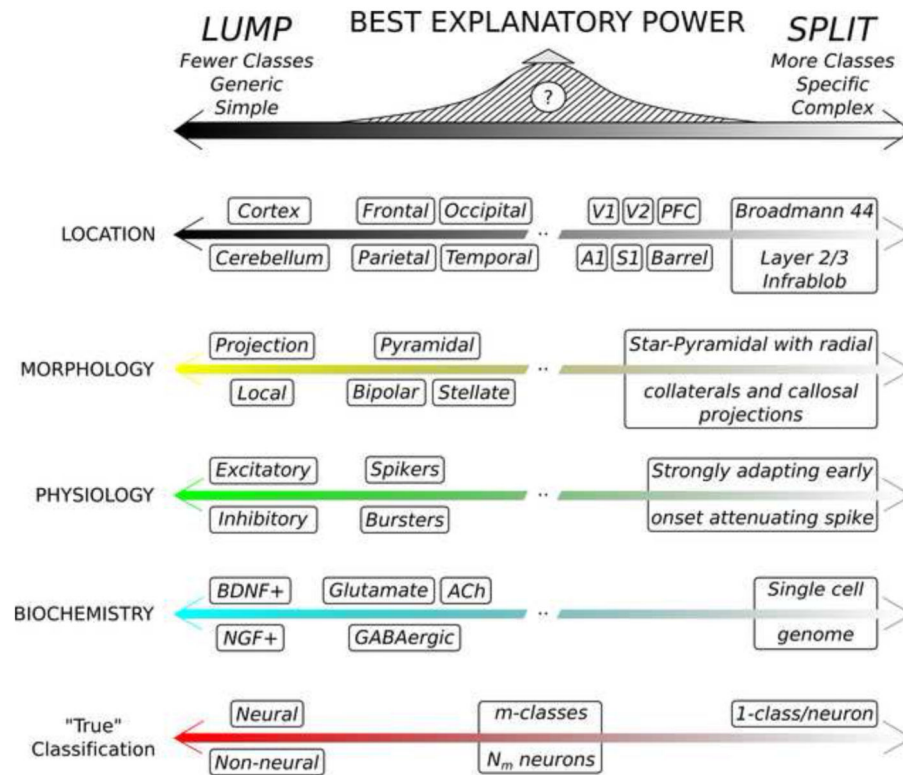 LUMP BEST EXPLANATORY POWER SPLIT
Fewer Classes More Classes
Generic Specific
Simple ? Complex
Cortex Frontal Occipital V1 V2 PFC Broadmann 44
LOCATION .. 
Cerebellum Parietal Temporal A1 S1 Barrel Layer 2/3
Infrablob
Projection Pyramidal Star-Pyramidal with radial
MORPHOLOGY ..
Local Bipolar Stellate collaterals and callosal
projections
Excitatory Spikers Strongly adapting early
PHYSIOLOGY ..
Inhibitory Bursters onset attenuating spike
BDNF+ Glutamate ACh Single cell
BIOCHEMISTRY ..
NGF+ GABAergic genome
Neural m-classes 1-class/neuron
"True"
Classification
Non-neural Nm neurons